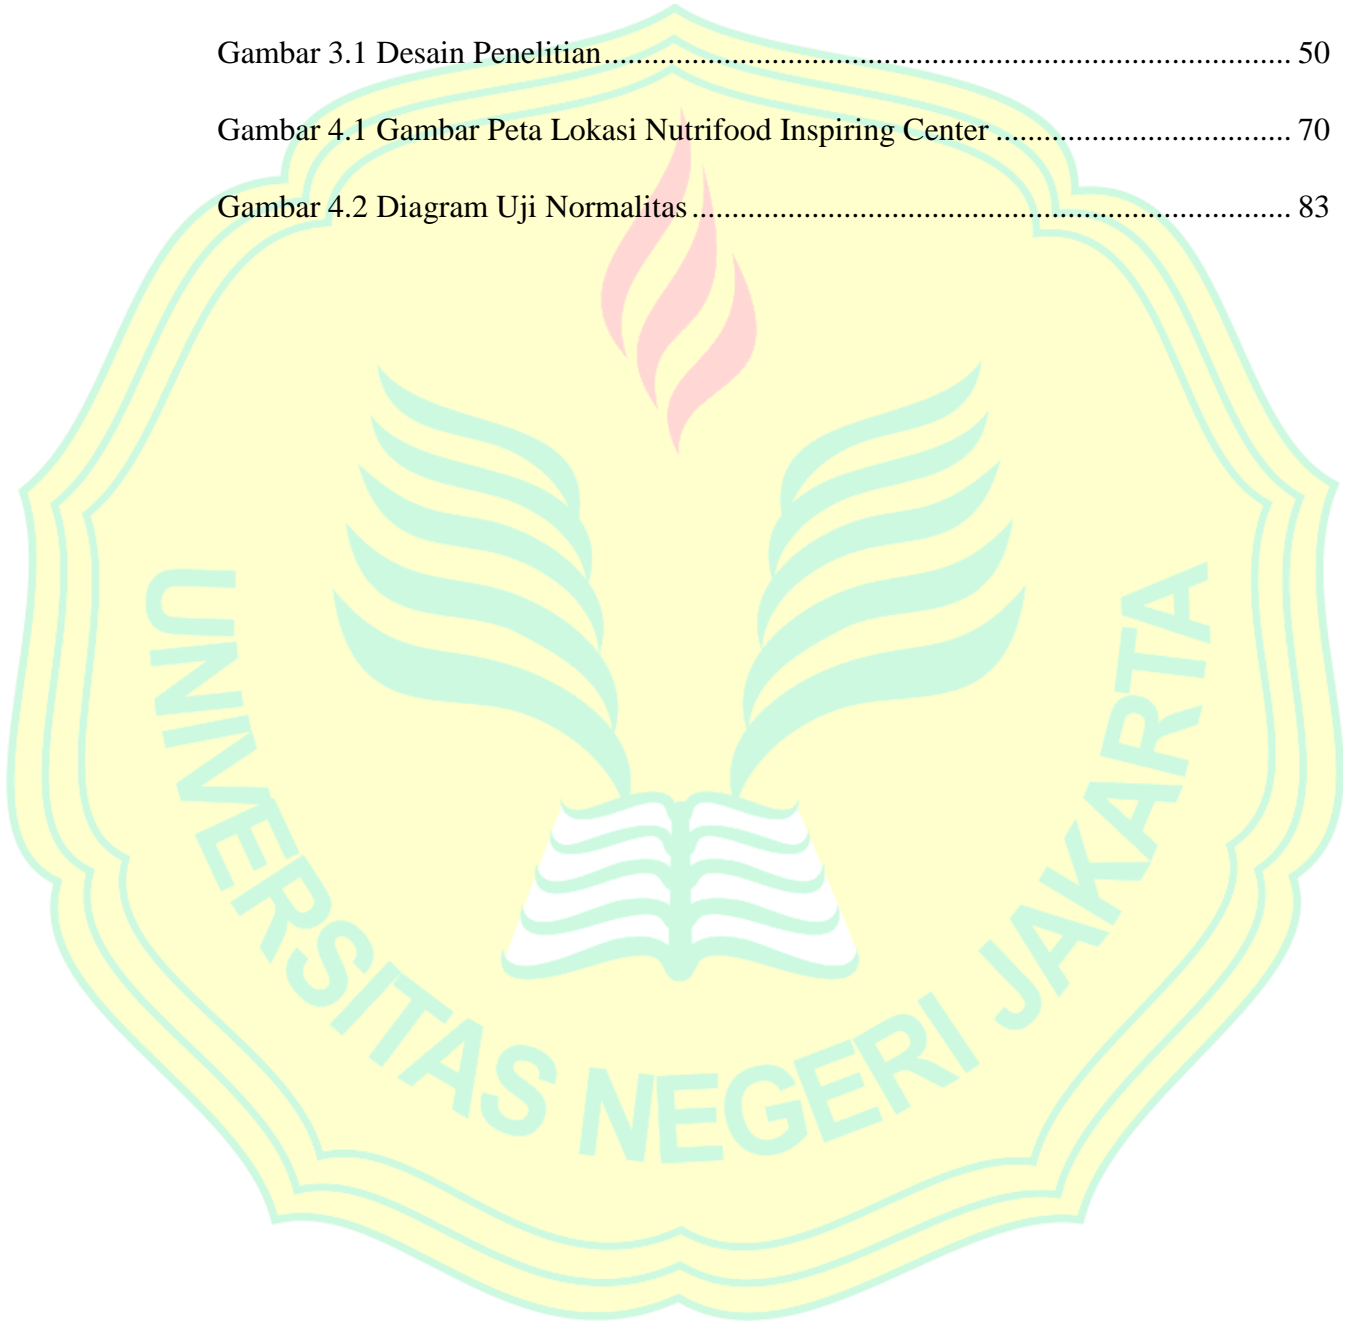 Gambar 3.1 Desain Penelitian...................................................................................... 50
Gambar 4.1 Gambar Peta Lokasi Nutrifood Inspiring Center ..................................... 70
Gambar 4.2 Diagram Uji Normalitas........................................................................... 83
UNIVERSITAS NEGERI JAKARTA